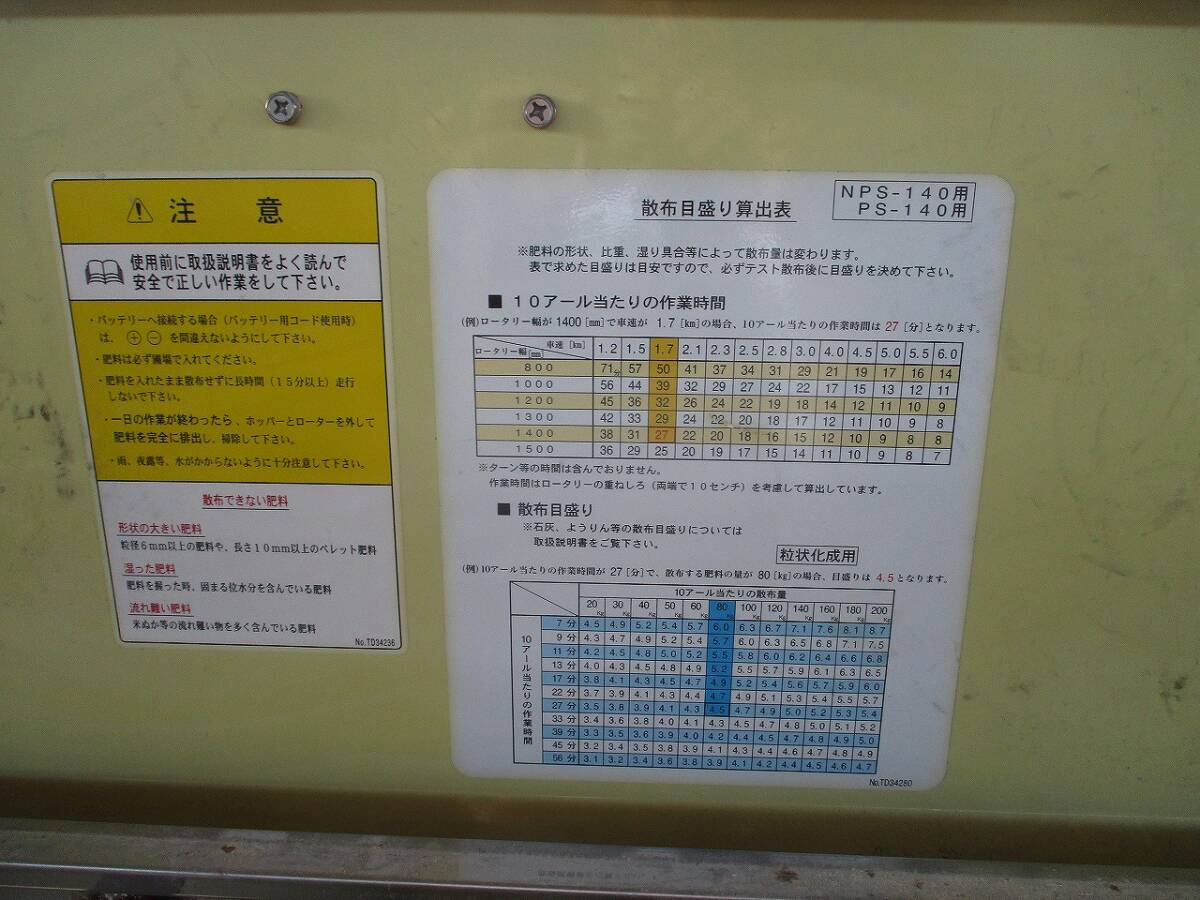 注 意
使用前に取扱説明書をよく読んで
安全で正しい作業をして下さい。
・バッテリーへ接続する場合(バッテリー用コード使用時)
は、⊕⊖を間違えないようにして下さい。
・肥料は必ず圃場で入れてください。
・肥料を入れたまま散布せずに長時間(15分以上)走行
しないで下さい。
・一日の作業が終わったら、ホッパーとローターを外して
肥料を完全に排出し、掃除して下さい。
・雨、夜露等、水がかからないように十分注意して下さい。
散布できない肥料
形状の大きい肥料
粒径6mm以上の肥料や、長さ10mm以上のペレット肥料
湿った肥料
肥料を握った時、固まる位水分を含んでいる肥料
流れ難い肥料
米ぬか等の流れ難い物を多く含んでいる肥料
No.TD34236
散布目盛り算出表
NPS-140用
PS-140用
※肥料の形状、比重、湿り具合等によって散布量は変わります。
表で求めた目盛りは目安ですので、必ずテスト散布後に目盛りを決めて下さい。
■ 10アール当たりの作業時間
(例)ロータリー幅が 1400[mm]で車速が 1.7[km]の場合、10アール当たりの作業時間は 27[分]となります。
車速[km] ロータリー幅[mm] 1.2 1.5 1.7 2.1 2.3 2.5 2.8 3.0 4.0 4.5 5.0 5.5 6.0
800 71分 57 50 41 37 34 31 29 21 19 17 16 14
1000 56 44 39 32 29 27 24 22 17 15 13 12 11
1200 45 36 32 26 24 22 19 18 14 12 11 10 9
1300 42 33 29 24 22 20 18 17 12 11 10 9 8
1400 38 31 27 22 20 18 16 15 12 10 9 8 8
1500 36 29 25 20 19 17 15 14 11 10 9 8 7
※ターン等の時間は含んでおりません。
作業時間はロータリーの重ねしろ(両端で10センチ)を考慮して算出しています。
■ 散布目盛り
※石灰、ようりん等の散布目盛りについては
取扱説明書をご覧下さい。
粒状化成用
(例)10アール当たりの作業時間が 27[分]で、散布する肥料の量が 80[kg]の場合、目盛りは 4.5となります。
10アール当たりの散布量
20Kg 30Kg 40Kg 50Kg 60Kg 80Kg 100Kg 120Kg 140Kg 160Kg 180Kg 200Kg
10アール当たりの作業時間
7分 4.5 4.9 5.2 5.4 5.7 6.0 6.3 6.7 7.1 7.6 8.1 8.7
9分 4.3 4.7 4.9 5.2 5.4 5.7 6.0 6.3 6.5 6.8 7.1 7.5
11分 4.2 4.5 4.8 5.0 5.2 5.5 5.8 6.0 6.2 6.4 6.6 6.8
13分 4.0 4.3 4.5 4.8 4.9 5.2 5.5 5.7 5.9 6.1 6.3 6.5
17分 3.8 4.1 4.3 4.5 4.7 4.9 5.2 5.4 5.6 5.7 5.9 6.0
22分 3.7 3.9 4.1 4.3 4.4 4.7 4.9 5.1 5.3 5.4 5.5 5.7
27分 3.5 3.8 3.9 4.1 4.3 4.5 4.7 4.9 5.0 5.2 5.3 5.4
33分 3.4 3.6 3.8 4.0 4.1 4.3 4.5 4.7 4.8 5.0 5.1 5.2
39分 3.3 3.5 3.6 3.9 4.0 4.2 4.4 4.5 4.7 4.8 4.9 5.0
45分 3.2 3.4 3.5 3.8 3.9 4.1 4.3 4.4 4.6 4.7 4.8 4.9
56分 3.1 3.2 3.4 3.6 3.8 3.9 4.1 4.2 4.4 4.5 4.6 4.7
No.TD34280